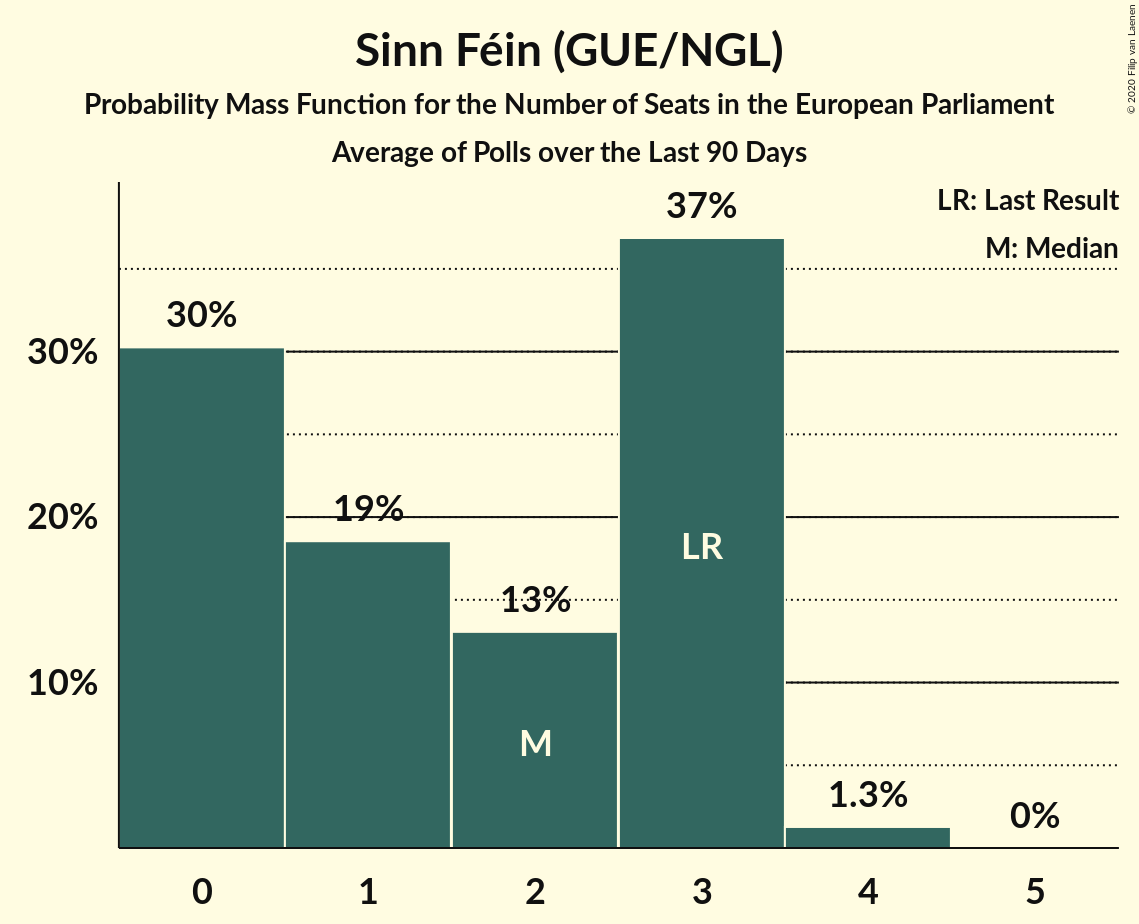 Sinn Féin (GUE/NGL)
Probability Mass Function for the Number of Seats in the European Parliament
Average of Polls over the Last 90 Days
© 2020 Filip van Laenen
LR: Last Result
M: Median
37%
30%
30%
19%
20%
13%
LR
10%
M
1.3%
0%
0 1 2 3 4 5